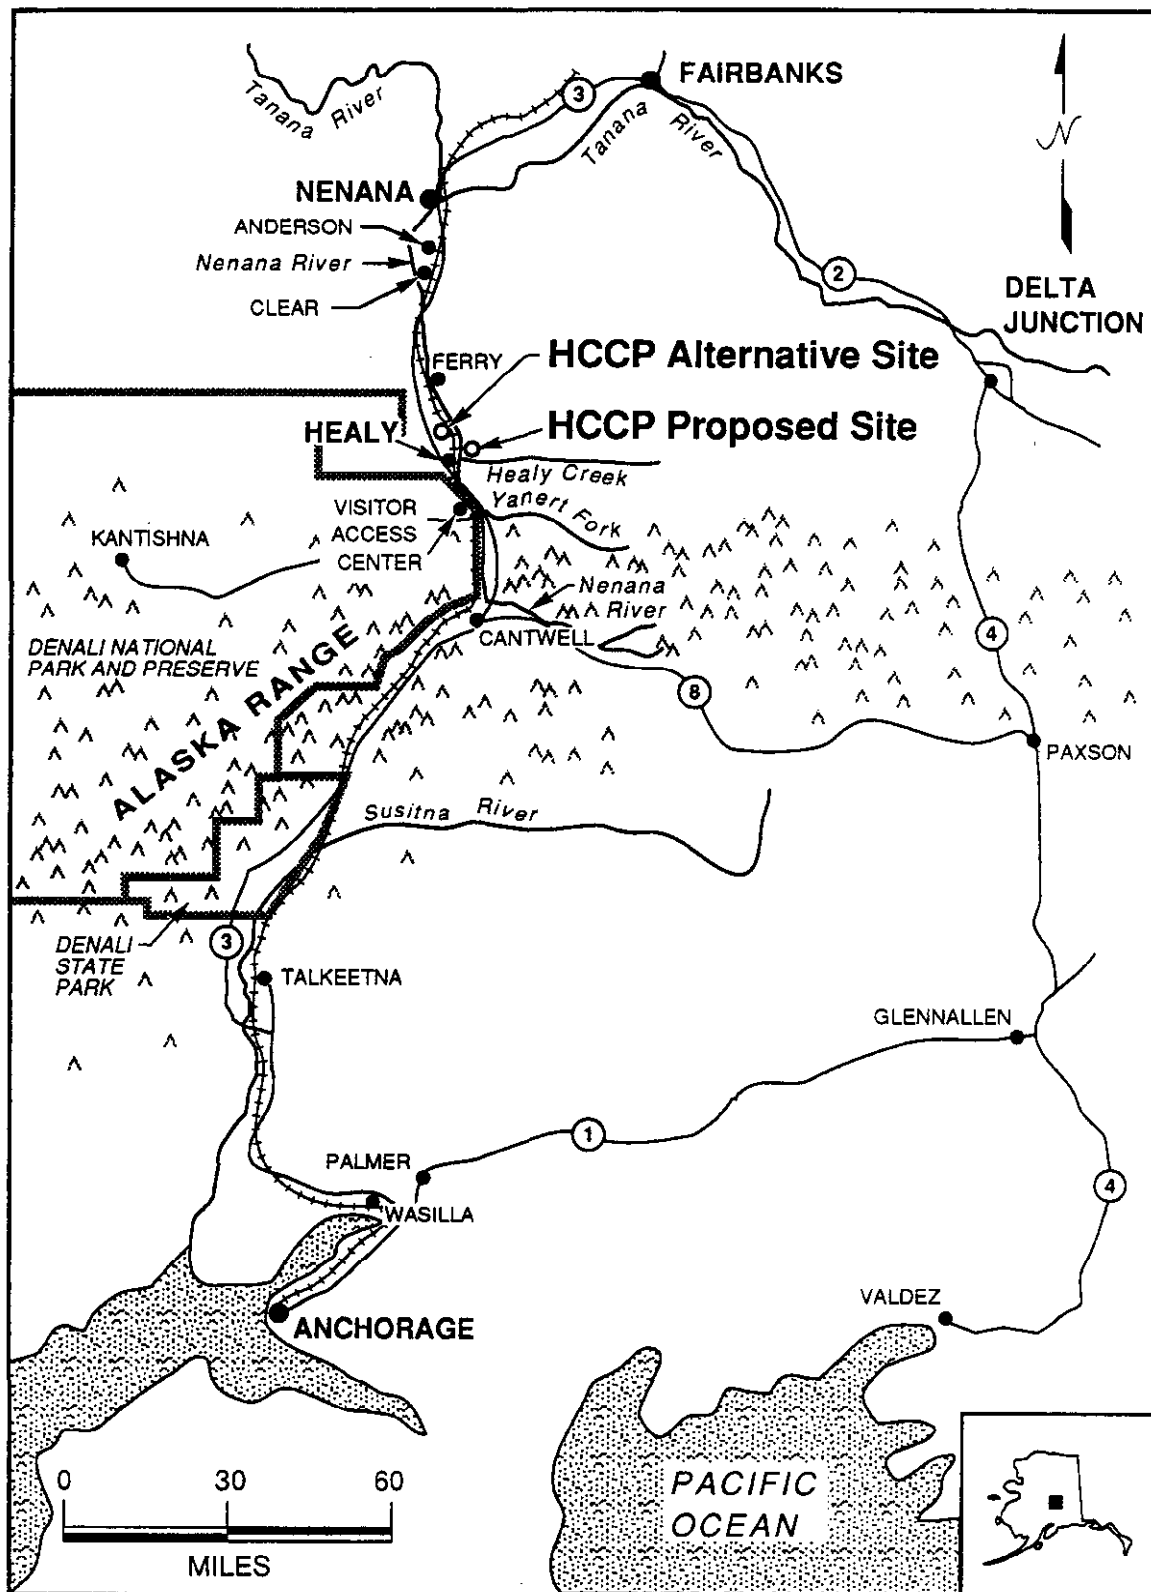 FAIRBANKS
3
Tanana River
Tanana River
N
NENANA
ANDERSON
Nenana River
CLEAR
2
DELTA
JUNCTION
FERRY
HCCP Alternative Site
HEALY
HCCP Proposed Site
Healy Creek
Yanert Fork
VISITOR
ACCESS
CENTER
KANTISHNA
Nenana
River
CANTWELL
4
DENALI NATIONAL
PARK AND PRESERVE
ALASKA RANGE
8
PAXSON
Susitna River
DENALI
STATE
PARK
3
TALKEETNA
GLENNALLEN
1
PALMER
WASILLA
4
VALDEZ
ANCHORAGE
0 30 60
MILES
PACIFIC
OCEAN